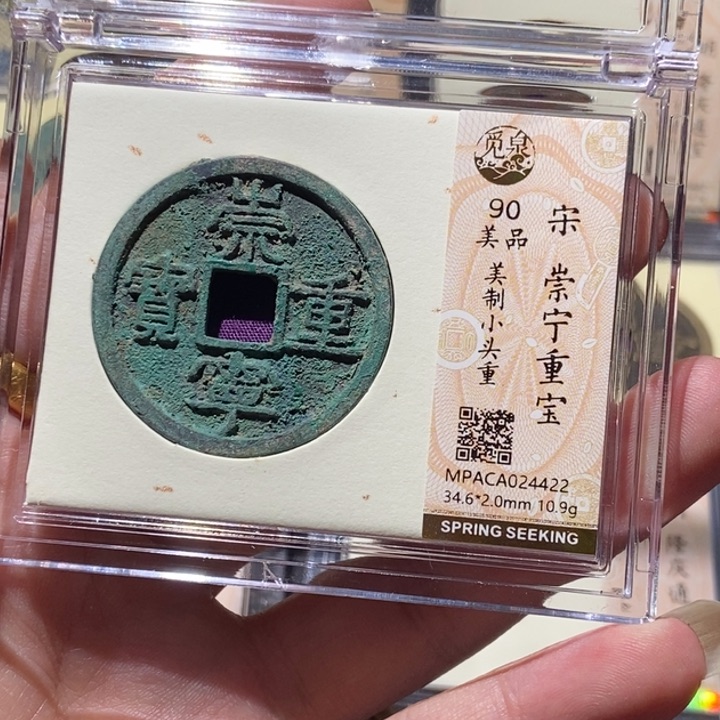 崇
重
寧
寶
觅泉
宋 崇宁重宝
90
美品
美制小头重
MPACA024422
34.6*2.0mm 10.9g
SPRING SEEKING